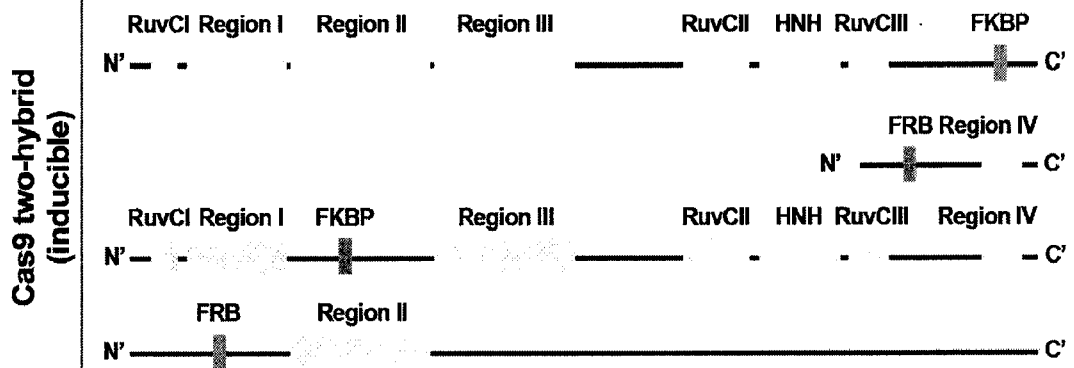 Cas9 two-hybrid
(inducible)
RuvCI Region I Region II Region III RuvCII HNH RuvCIII FKBP
N' C'
FRB Region IV
N' C'
RuvCI Region I FKBP Region III RuvCII HNH RuvCIII Region IV
N' C'
FRB Region II
N' C'